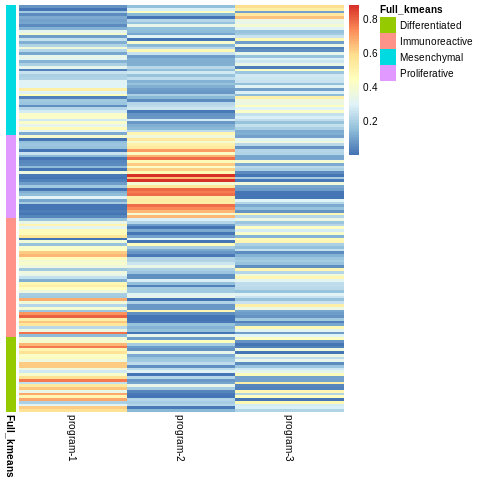 Full_kmeans
Differentiated
Immunoreactive
Mesenchymal
Proliferative
0.8
0.6
0.4
0.2
Full_kmeans
program-1
program-2
program-3